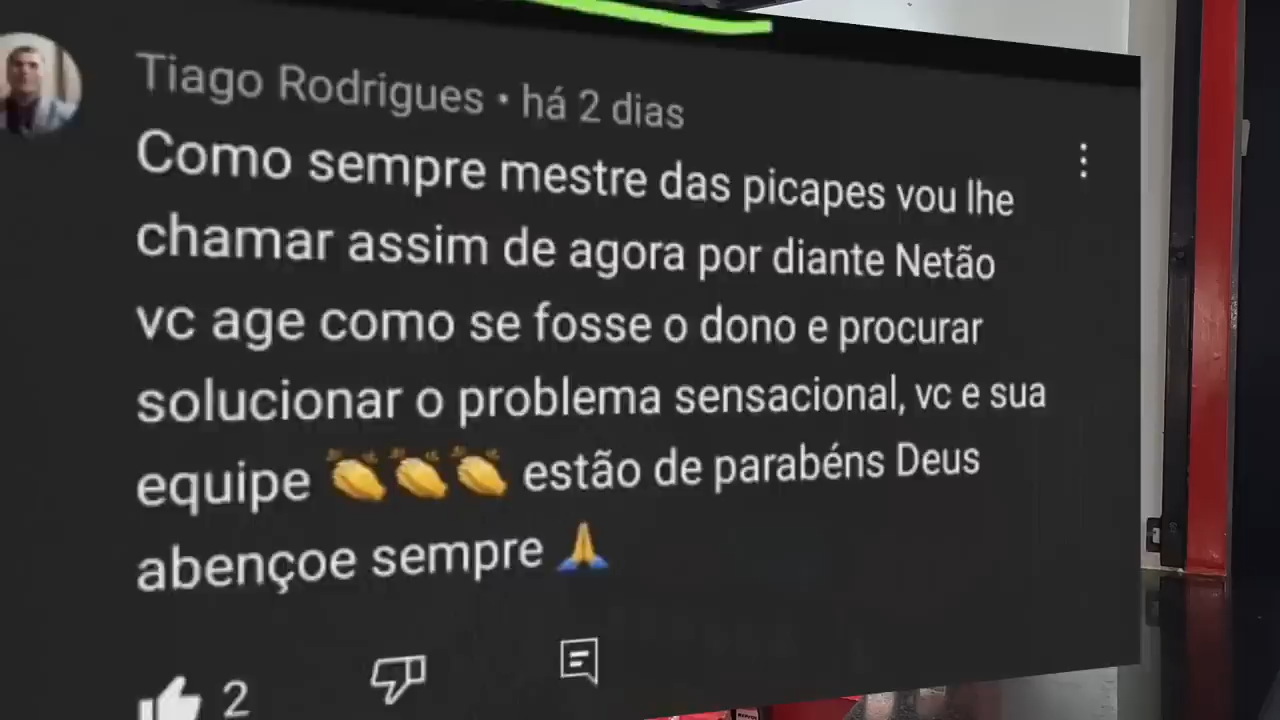 Tiago Rodrigues • há 2 dias
Como sempre mestre das picapes vou lhe
chamar assim de agora por diante Netão
vc age como se fosse o dono e procurar
solucionar o problema sensacional, vc e sua
equipe 👏👏👏 estão de parabéns Deus
abençoe sempre 🙏
2